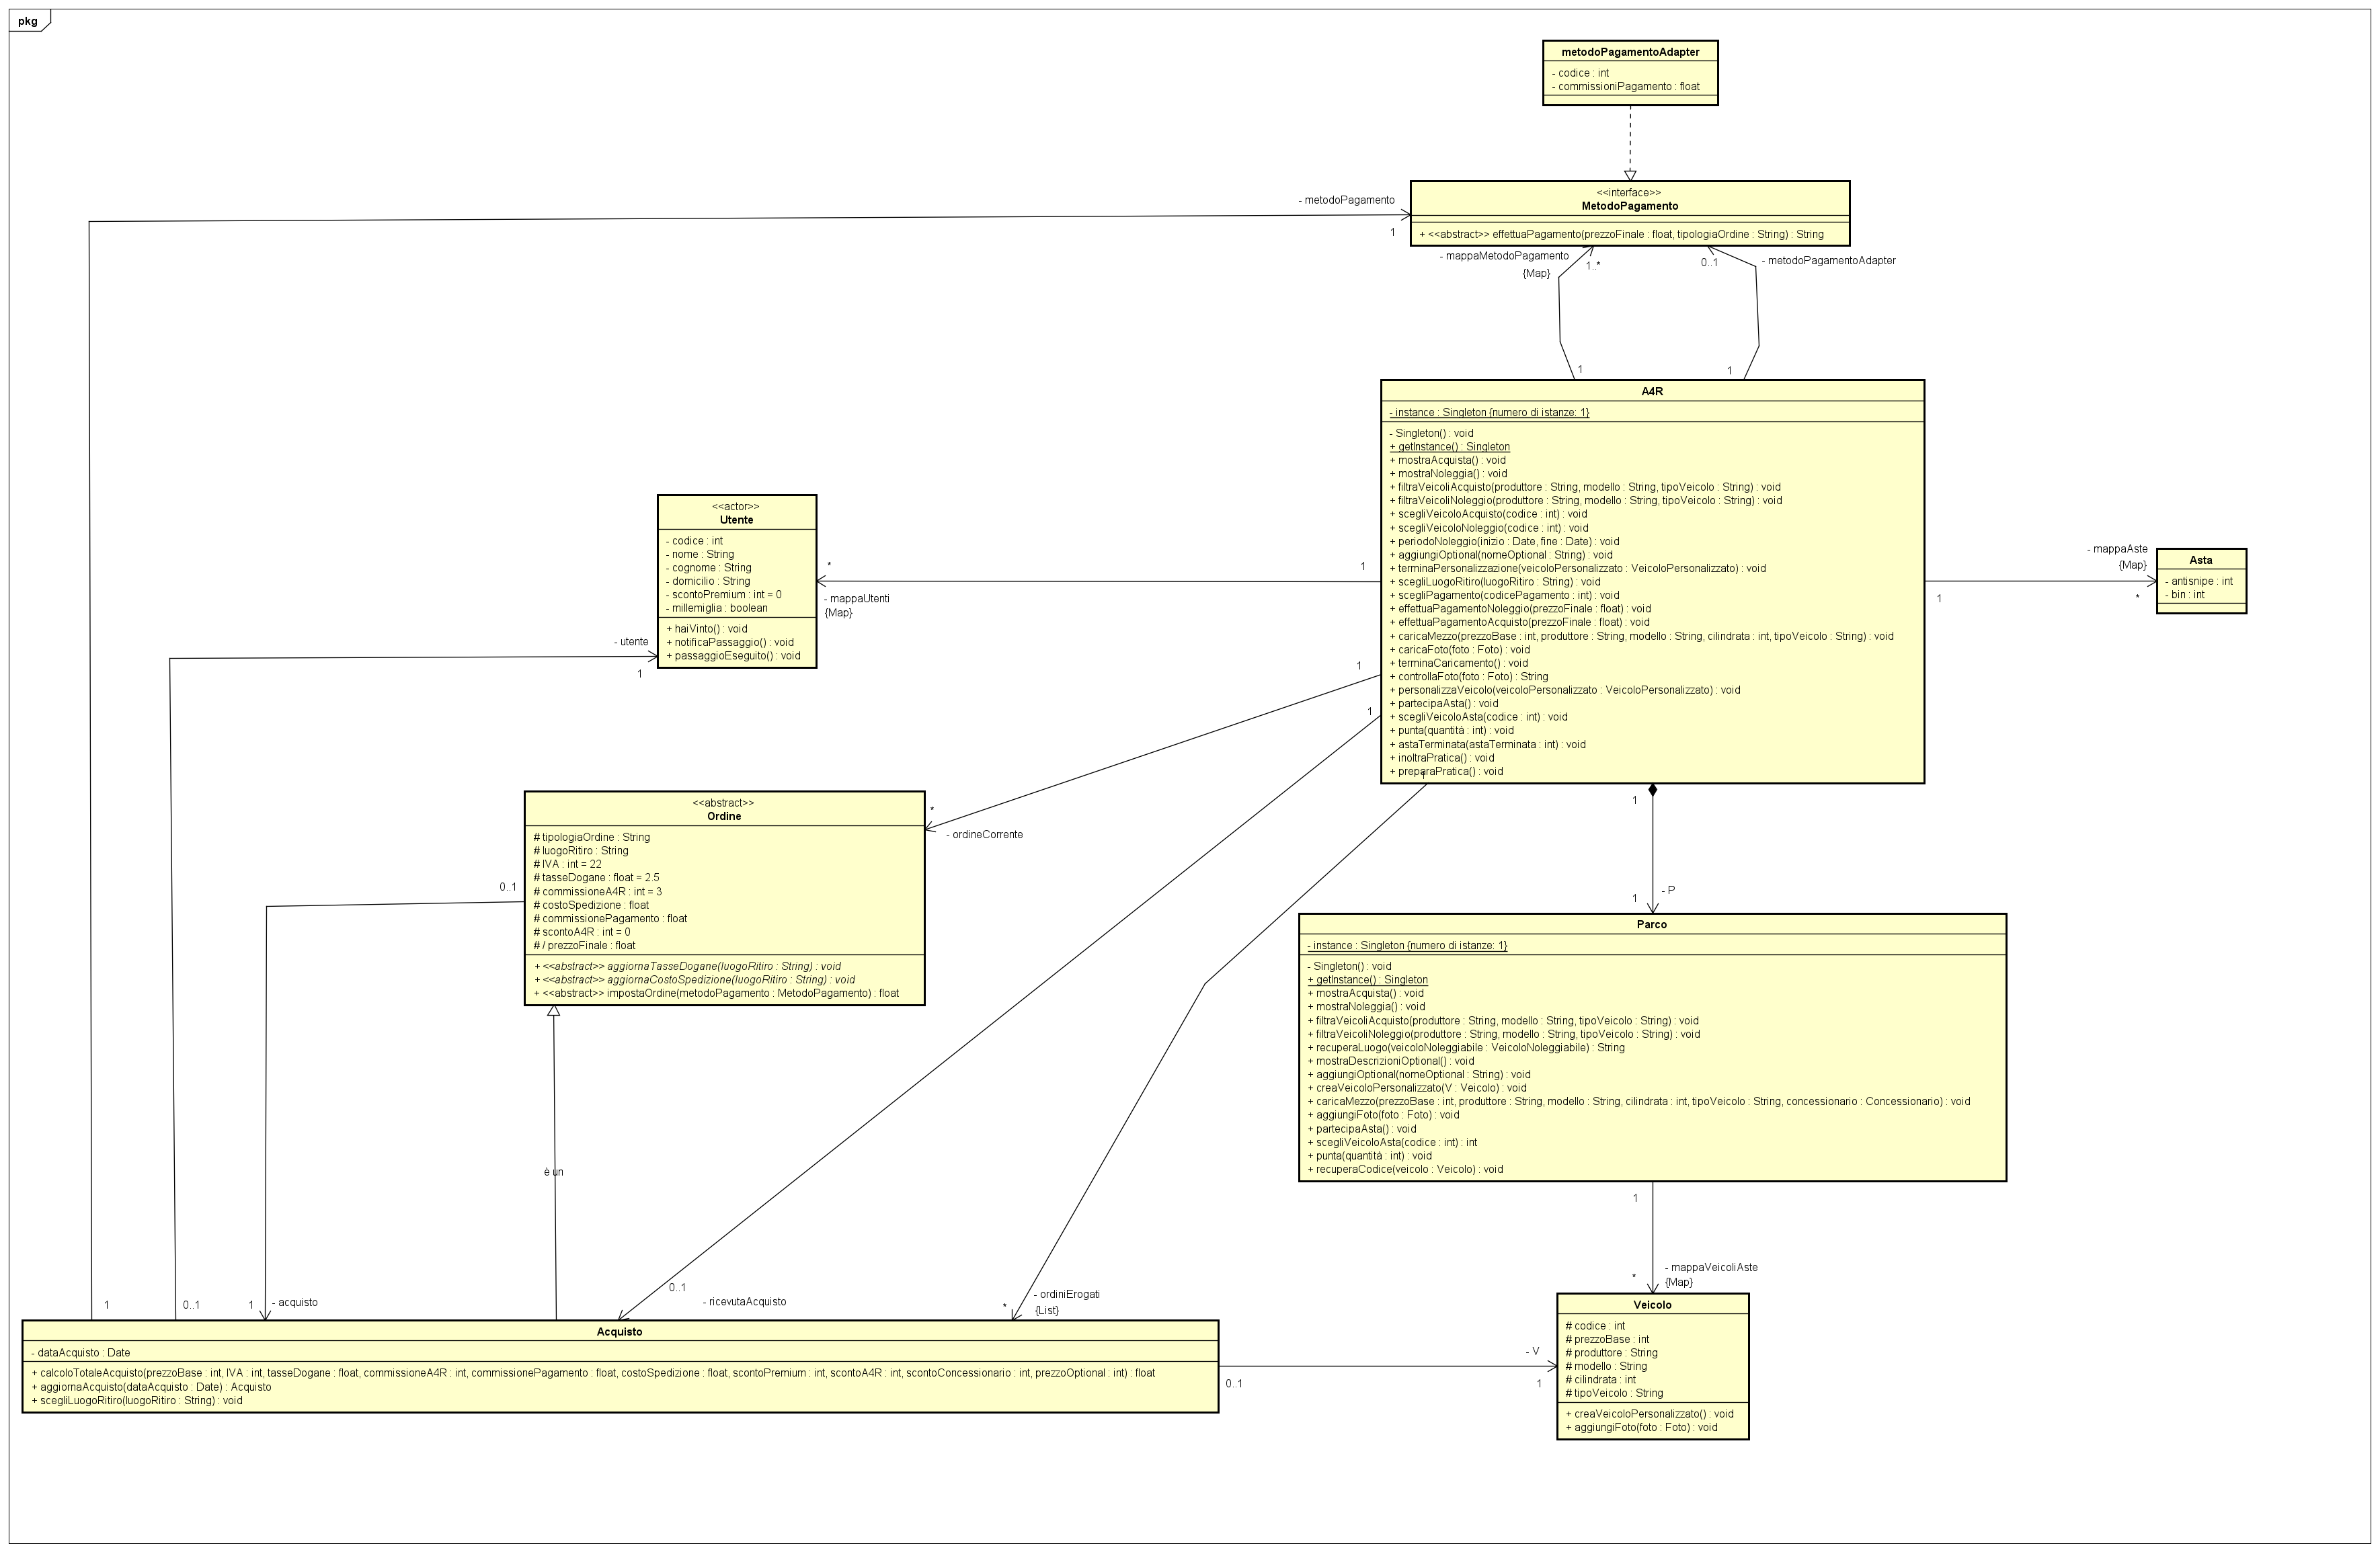 pkg
metodoPagamentoAdapter
- codice : int
- commissioniPagamento : float
<<interface>>
MetodoPagamento
+ <<abstract>> effettuaPagamento(prezzoFinale : float, tipologiaOrdine : String) : String
- metodoPagamento
1
- mappaMetodoPagamento
{Map}
1..*
0..1
- metodoPagamentoAdapter
1
1
A4R
- instance : Singleton {numero di istanze: 1}
- Singleton() : void
+ getInstance() : Singleton
+ mostraAcquista() : void
+ mostraNoleggia() : void
+ filtraVeicoliAcquisto(produttore : String, modello : String, tipoVeicolo : String) : void
+ filtraVeicoliNoleggio(produttore : String, modello : String, tipoVeicolo : String) : void
+ scegliVeicoloAcquisto(codice : int) : void
+ scegliVeicoloNoleggio(codice : int) : void
+ periodoNoleggio(inizio : Date, fine : Date) : void
+ aggiungiOptional(nomeOptional : String) : void
+ terminaPersonalizzazione(veicoloPersonalizzato : VeicoloPersonalizzato) : void
+ scegliLuogoRitiro(luogoRitiro : String) : void
+ scegliPagamento(codicePagamento : int) : void
+ effettuaPagamentoNoleggio(prezzoFinale : float) : void
+ effettuaPagamentoAcquisto(prezzoFinale : float) : void
+ caricaMezzo(prezzoBase : int, produttore : String, modello : String, cilindrata : int, tipoVeicolo : String) : void
+ caricaFoto(foto : Foto) : void
+ terminaCaricamento() : void
+ controllaFoto(foto : Foto) : String
+ personalizzaVeicolo(veicoloPersonalizzato : VeicoloPersonalizzato) : void
+ partecipaAsta() : void
+ scegliVeicoloAsta(codice : int) : void
+ punta(quantità : int) : void
+ astaTerminata(astaTerminata : int) : void
+ inoltraPratica() : void
+ preparaPratica() : void
<<actor>>
Utente
- codice : int
- nome : String
- cognome : String
- domicilio : String
- scontoPremium : int = 0
- millemiglia : boolean
+ haiVinto() : void
+ notificaPassaggio() : void
+ passaggioEseguito() : void
*
- mappaUtenti
{Map}
1
- utente
1
- mappaAste
{Map}
1
*
Asta
- antisnipe : int
- bin : int
1
1
1
<<abstract>>
Ordine
# tipologiaOrdine : String
# luogoRitiro : String
# IVA : int = 22
# tasseDogane : float = 2.5
# commissioneA4R : int = 3
# costoSpedizione : float
# commissionePagamento : float
# scontoA4R : int = 0
# / prezzoFinale : float
+ <<abstract>> aggiornaTasseDogane(luogoRitiro : String) : void
+ <<abstract>> aggiornaCostoSpedizione(luogoRitiro : String) : void
+ <<abstract>> impostaOrdine(metodoPagamento : MetodoPagamento) : float
*
- ordineCorrente
0..1
1
1
- P
Parco
- instance : Singleton {numero di istanze: 1}
- Singleton() : void
+ getInstance() : Singleton
+ mostraAcquista() : void
+ mostraNoleggia() : void
+ filtraVeicoliAcquisto(produttore : String, modello : String, tipoVeicolo : String) : void
+ filtraVeicoliNoleggio(produttore : String, modello : String, tipoVeicolo : String) : void
+ recuperaLuogo(veicoloNoleggiabile : VeicoloNoleggiabile) : String
+ mostraDescrizioniOptional() : void
+ aggiungiOptional(nomeOptional : String) : void
+ creaVeicoloPersonalizzato(V : Veicolo) : void
+ caricaMezzo(prezzoBase : int, produttore : String, modello : String, cilindrata : int, tipoVeicolo : String, concessionario : Concessionario) : void
+ aggiungiFoto(foto : Foto) : void
+ partecipaAsta() : void
+ scegliVeicoloAsta(codice : int) : int
+ punta(quantità : int) : void
+ recuperaCodice(veicolo : Veicolo) : void
è un
1
*
- mappaVeicoliAste
{Map}
1
0..1
1
- acquisto
0..1
- ricevutaAcquisto
*
- ordiniErogati
{List}
Acquisto
- dataAcquisto : Date
+ calcoloTotaleAcquisto(prezzoBase : int, IVA : int, tasseDogane : float, commissioneA4R : int, commissionePagamento : float, costoSpedizione : float, scontoPremium : int, scontoA4R : int, scontoConcessionario : int, prezzoOptional : int) : float
+ aggiornaAcquisto(dataAcquisto : Date) : Acquisto
+ scegliLuogoRitiro(luogoRitiro : String) : void
0..1
- V
1
Veicolo
# codice : int
# prezzoBase : int
# produttore : String
# modello : String
# cilindrata : int
# tipoVeicolo : String
+ creaVeicoloPersonalizzato() : void
+ aggiungiFoto(foto : Foto) : void